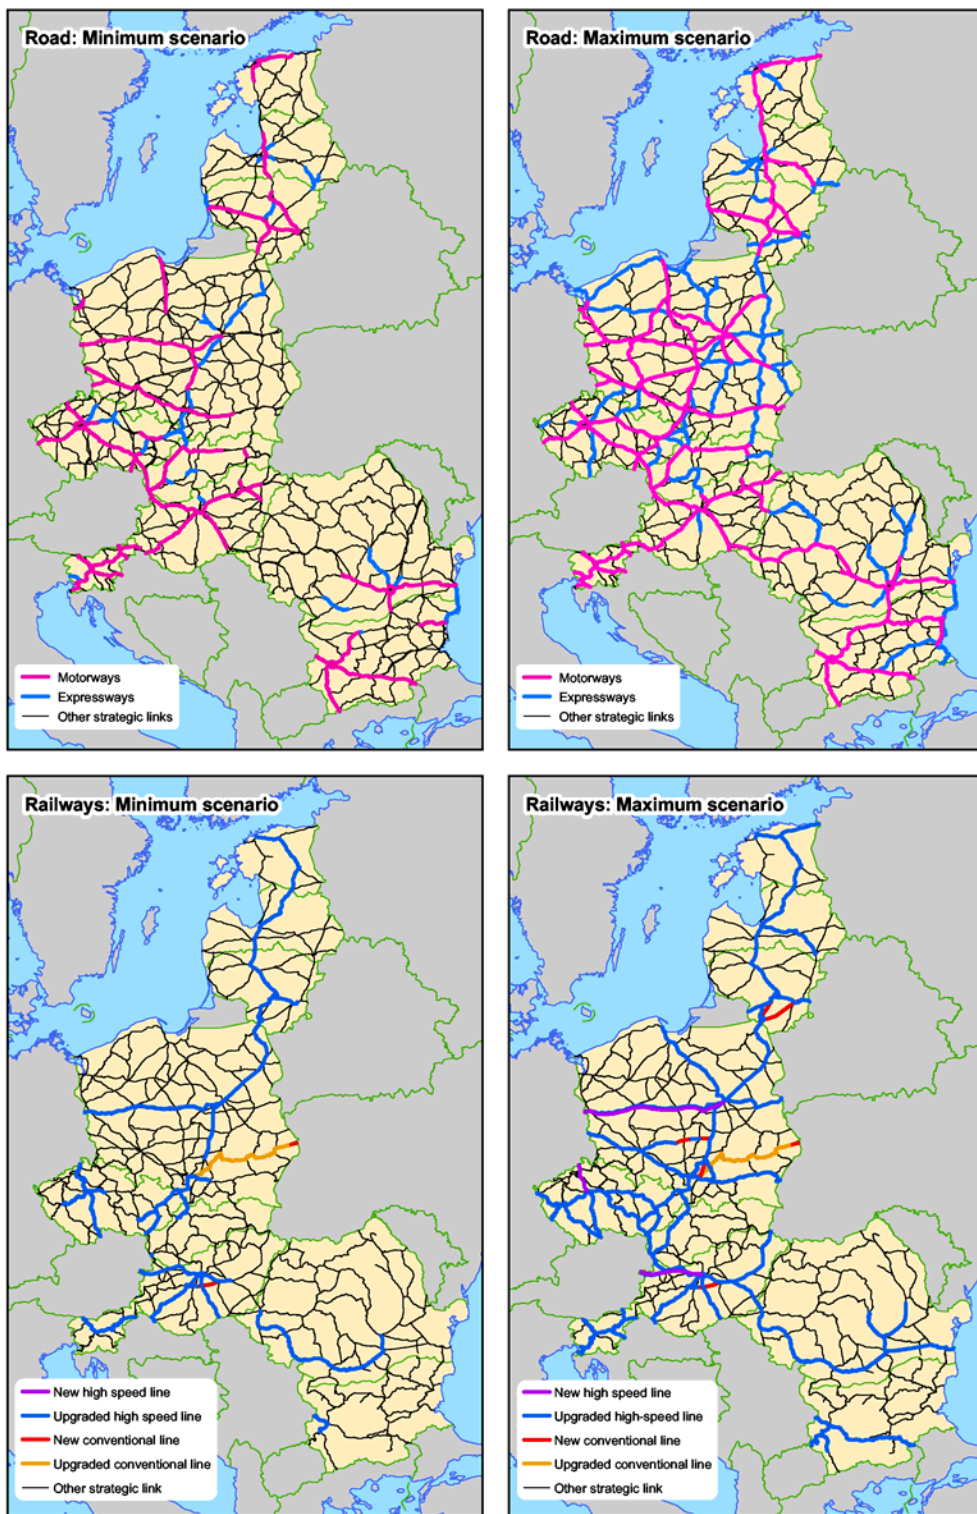 Road: Minimum scenario
Motorways
Expressways
Other strategic links
Road: Maximum scenario
Motorways
Expressways
Other strategic links
Railways: Minimum scenario
New high speed line
Upgraded high speed line
New conventional line
Upgraded conventional line
Other strategic link
Railways: Maximum scenario
New high speed line
Upgraded high-speed line
New conventional line
Upgraded conventional line
Other strategic link